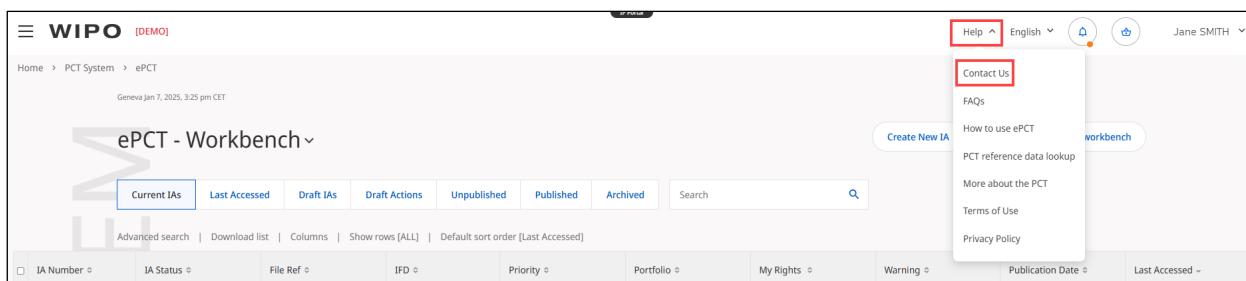 IP Portal
WIPO [DEMO] Help English Jane SMITH
Home > PCT System > ePCT
Contact Us
Geneva Jan 7, 2025, 3:25 pm CET
FAQs
ePCT - Workbench
Create New IA
workbench
How to use ePCT
PCT reference data lookup
More about the PCT
Terms of Use
Privacy Policy
Current IAs Last Accessed Draft IAs Draft Actions Unpublished Published Archived Search
Advanced search | Download list | Columns | Show rows [ALL] | Default sort order [Last Accessed]
IA Number IA Status File Ref IFD Priority Portfolio My Rights Warning Publication Date Last Accessed
EM